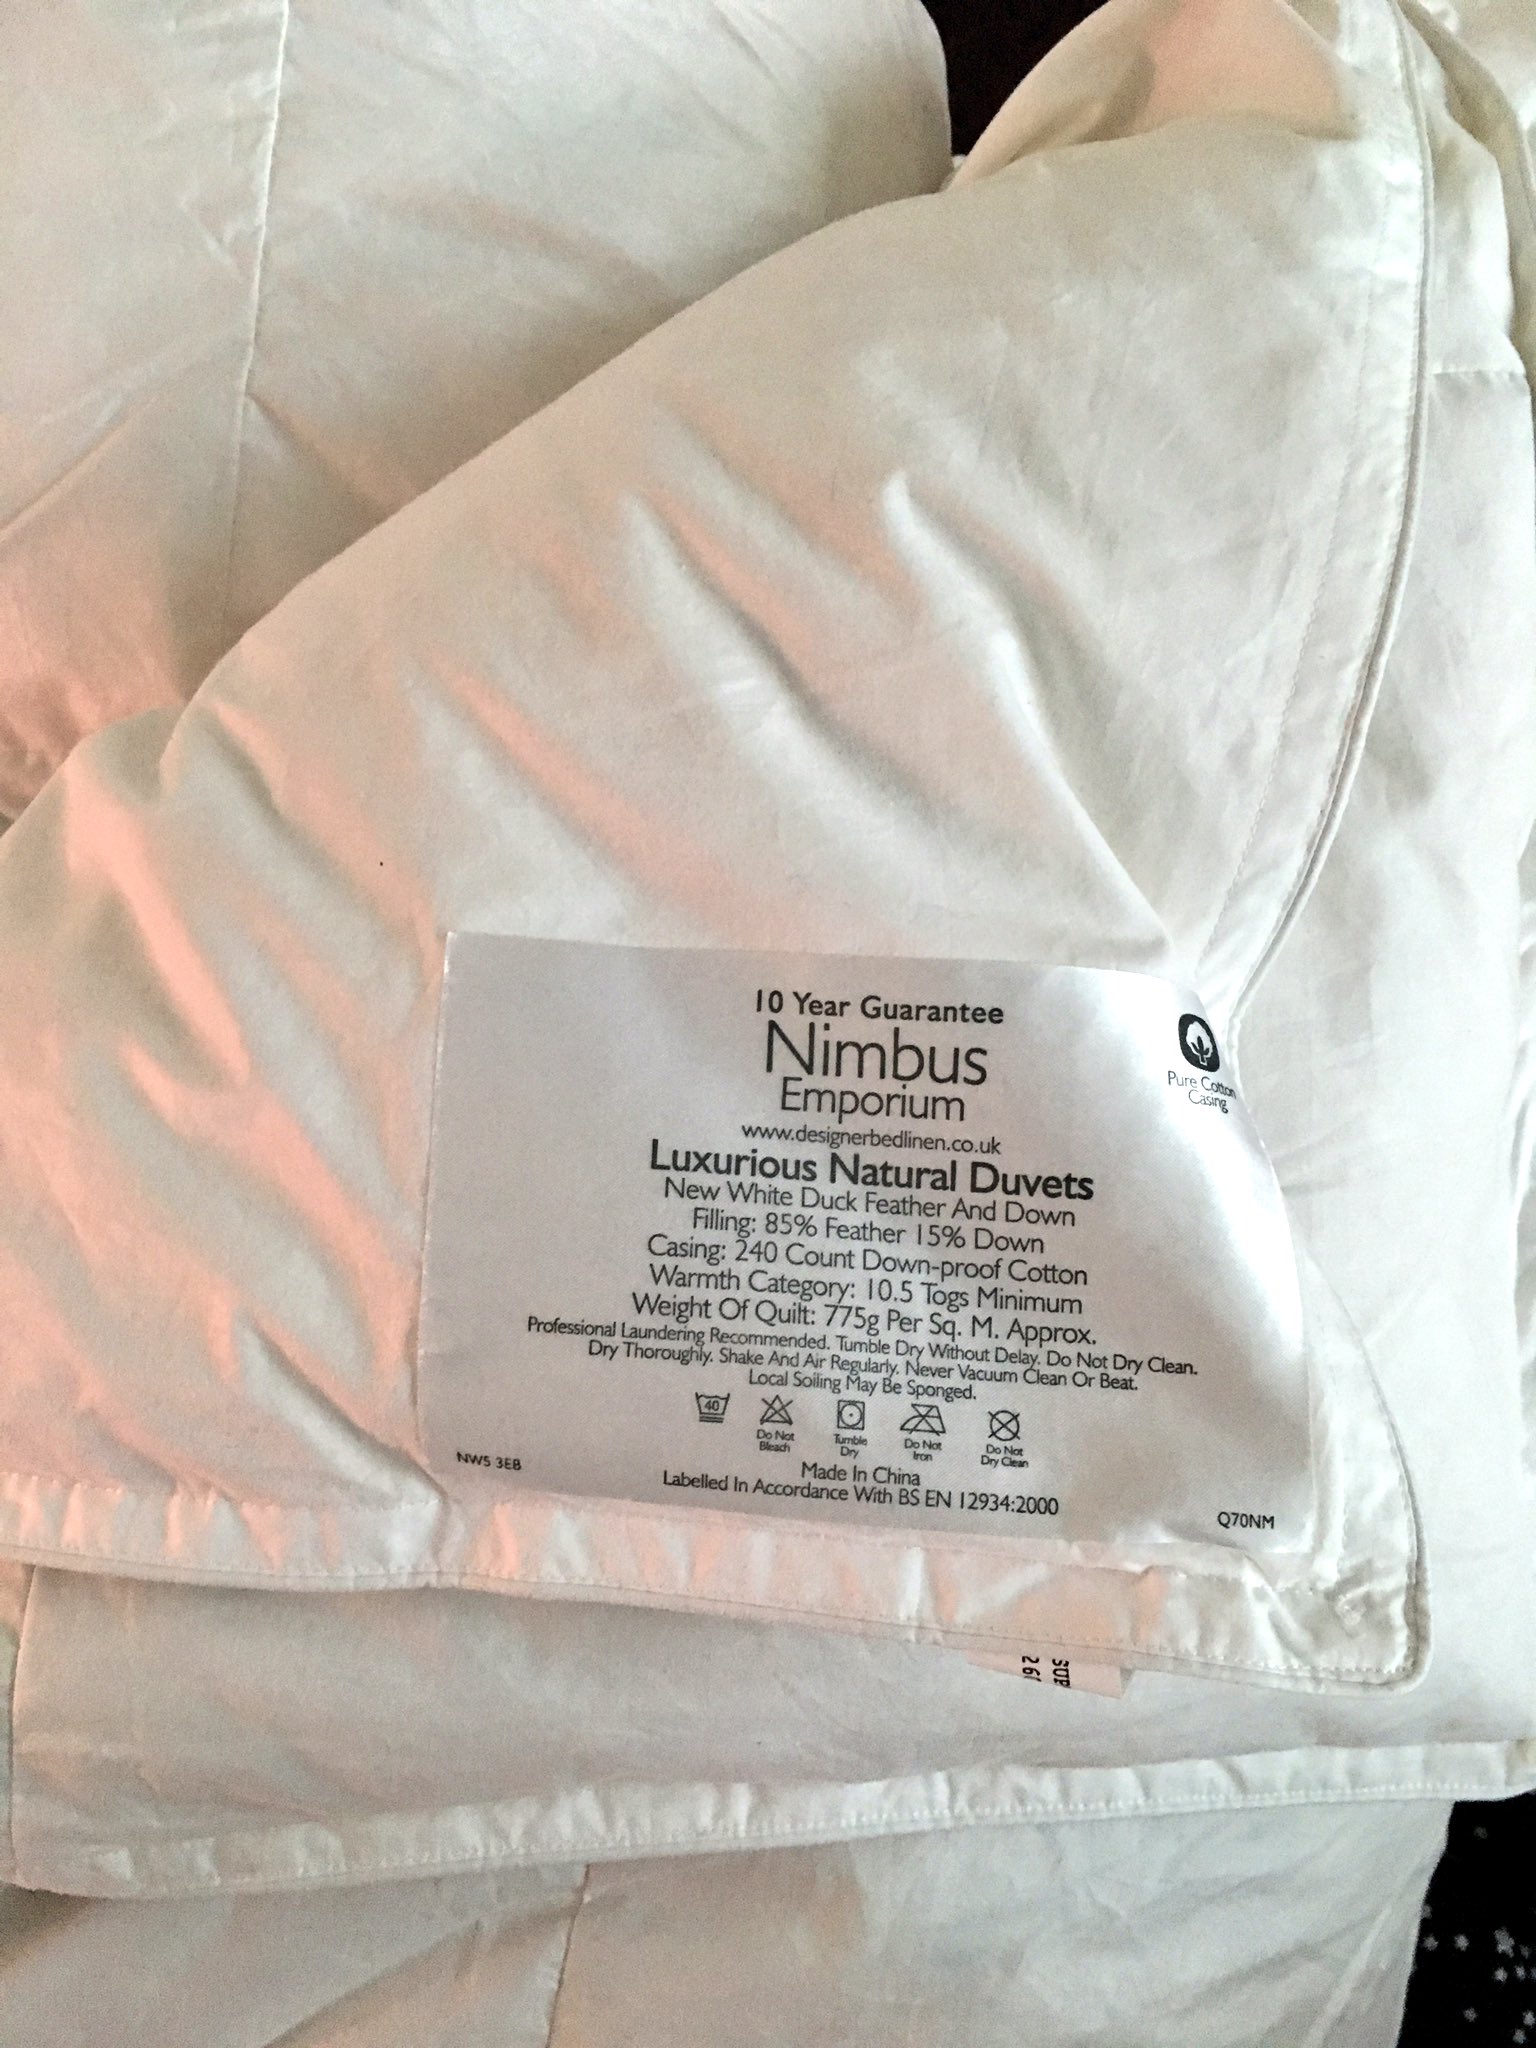 10 Year Guarantee
Nimbus
Emporium
www.designerbedlinen.co.uk
Luxurious Natural Duvets
New White Duck Feather And Down
Filling: 85% Feather 15% Down
Casing: 240 Count Down-proof Cotton
Warmth Category: 10.5 Togs Minimum
Weight Of Quilt: 775g Per Sq. M. Approx.
Professional Laundering Recommended. Tumble Dry Without Delay. Do Not Dry Clean.
Dry Thoroughly. Shake And Air Regularly. Never Vacuum Clean Or Beat.
Local Soiling May Be Sponged.
Pure Cotton
Casing
40
Do Not
Bleach
Tumble
Dry
Do Not
Iron
Do Not
Dry Clean
Made In China
Labelled In Accordance With BS EN 12934:2000
NW5 3EB
Q70NM
SUP